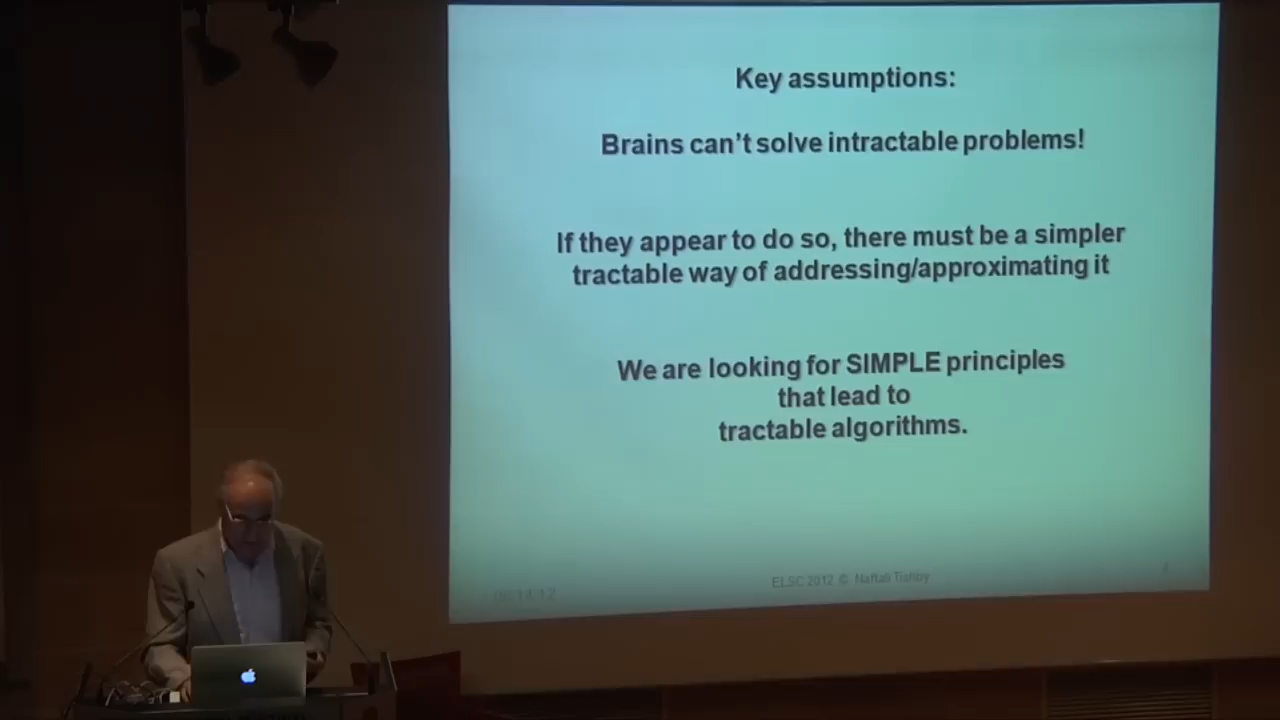 Key assumptions:
Brains can't solve intractable problems!
If they appear to do so, there must be a simpler
tractable way of addressing/approximating it
We are looking for SIMPLE principles
that lead to
tractable algorithms.
ELSC 2012 © Naftali Tishby